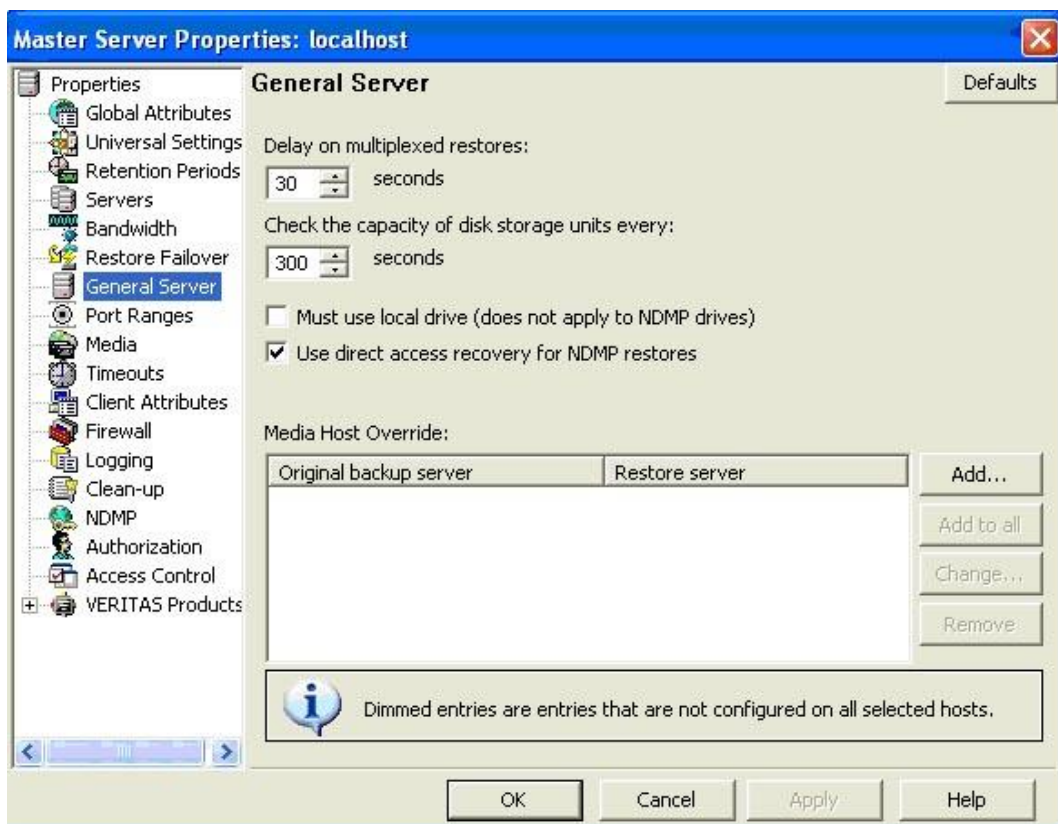 Master Server Properties: localhost
Properties
Global Attributes
Universal Settings
Retention Periods
Servers
Bandwidth
Restore Failover
General Server
Port Ranges
Media
Timeouts
Client Attributes
Firewall
Logging
Clean-up
NDMP
Authorization
Access Control
VERITAS Products
General Server
Defaults
Delay on multiplexed restores:
30 seconds
Check the capacity of disk storage units every:
300 seconds
Must use local drive (does not apply to NDMP drives)
Use direct access recovery for NDMP restores
Media Host Override:
Original backup server Restore server
Add...
Add to all
Change...
Remove
Dimmed entries are entries that are not configured on all selected hosts.
OK Cancel Apply Help